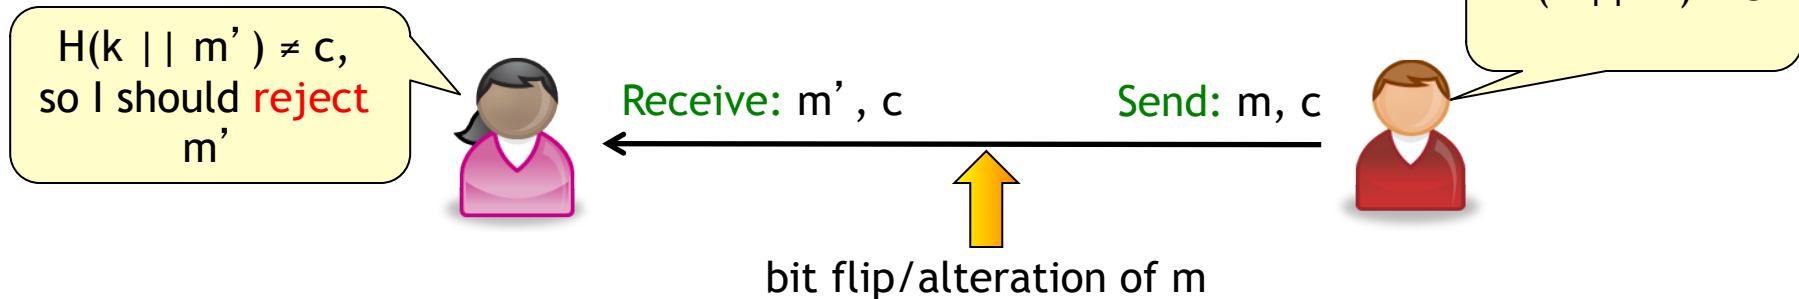 H(k || m’) ≠ c,
so I should reject
m’
Receive: m’, c
Send: m, c
bit flip/alteration of m